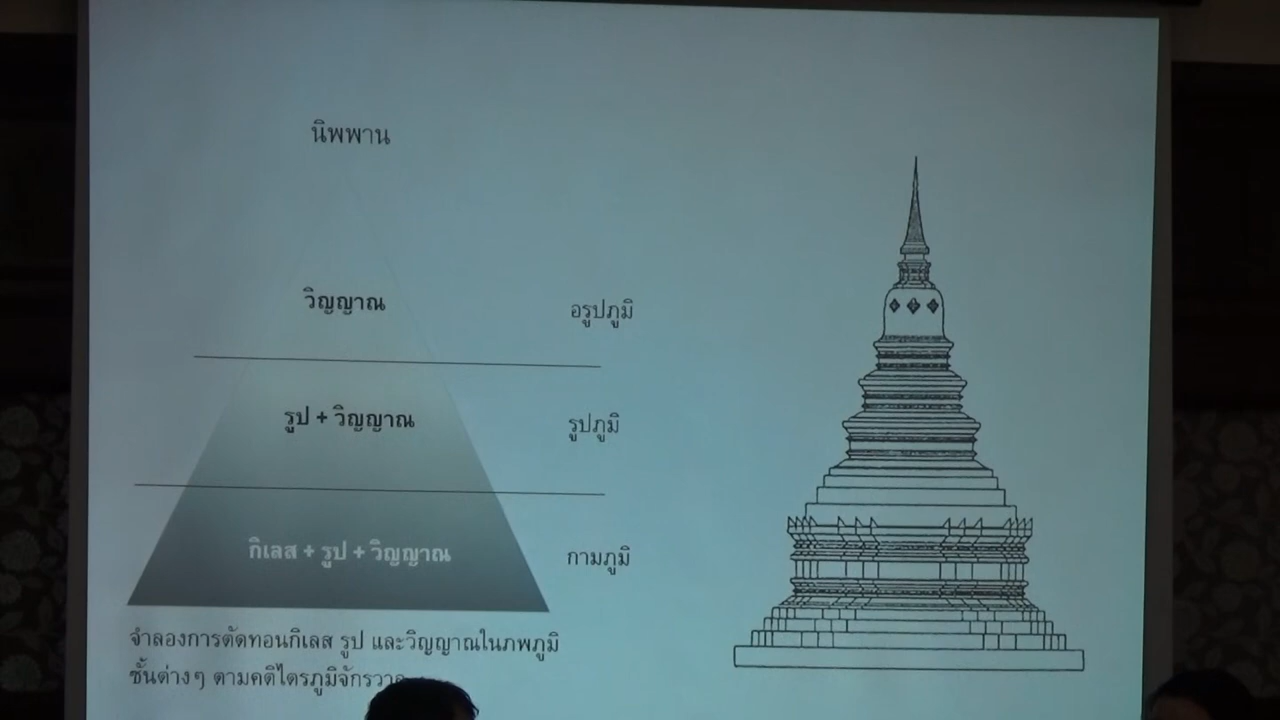 นิพพาน
วิญญาณ
อรูปภูมิ
รูป + วิญญาณ
รูปภูมิ
กิเลส + รูป + วิญญาณ
กามภูมิ
จำลองการตัดทอนกิเลส รูป และวิญญาณในภพภูมิ
ชั้นต่างๆ ตามคติไตรภูมิจักรวาล